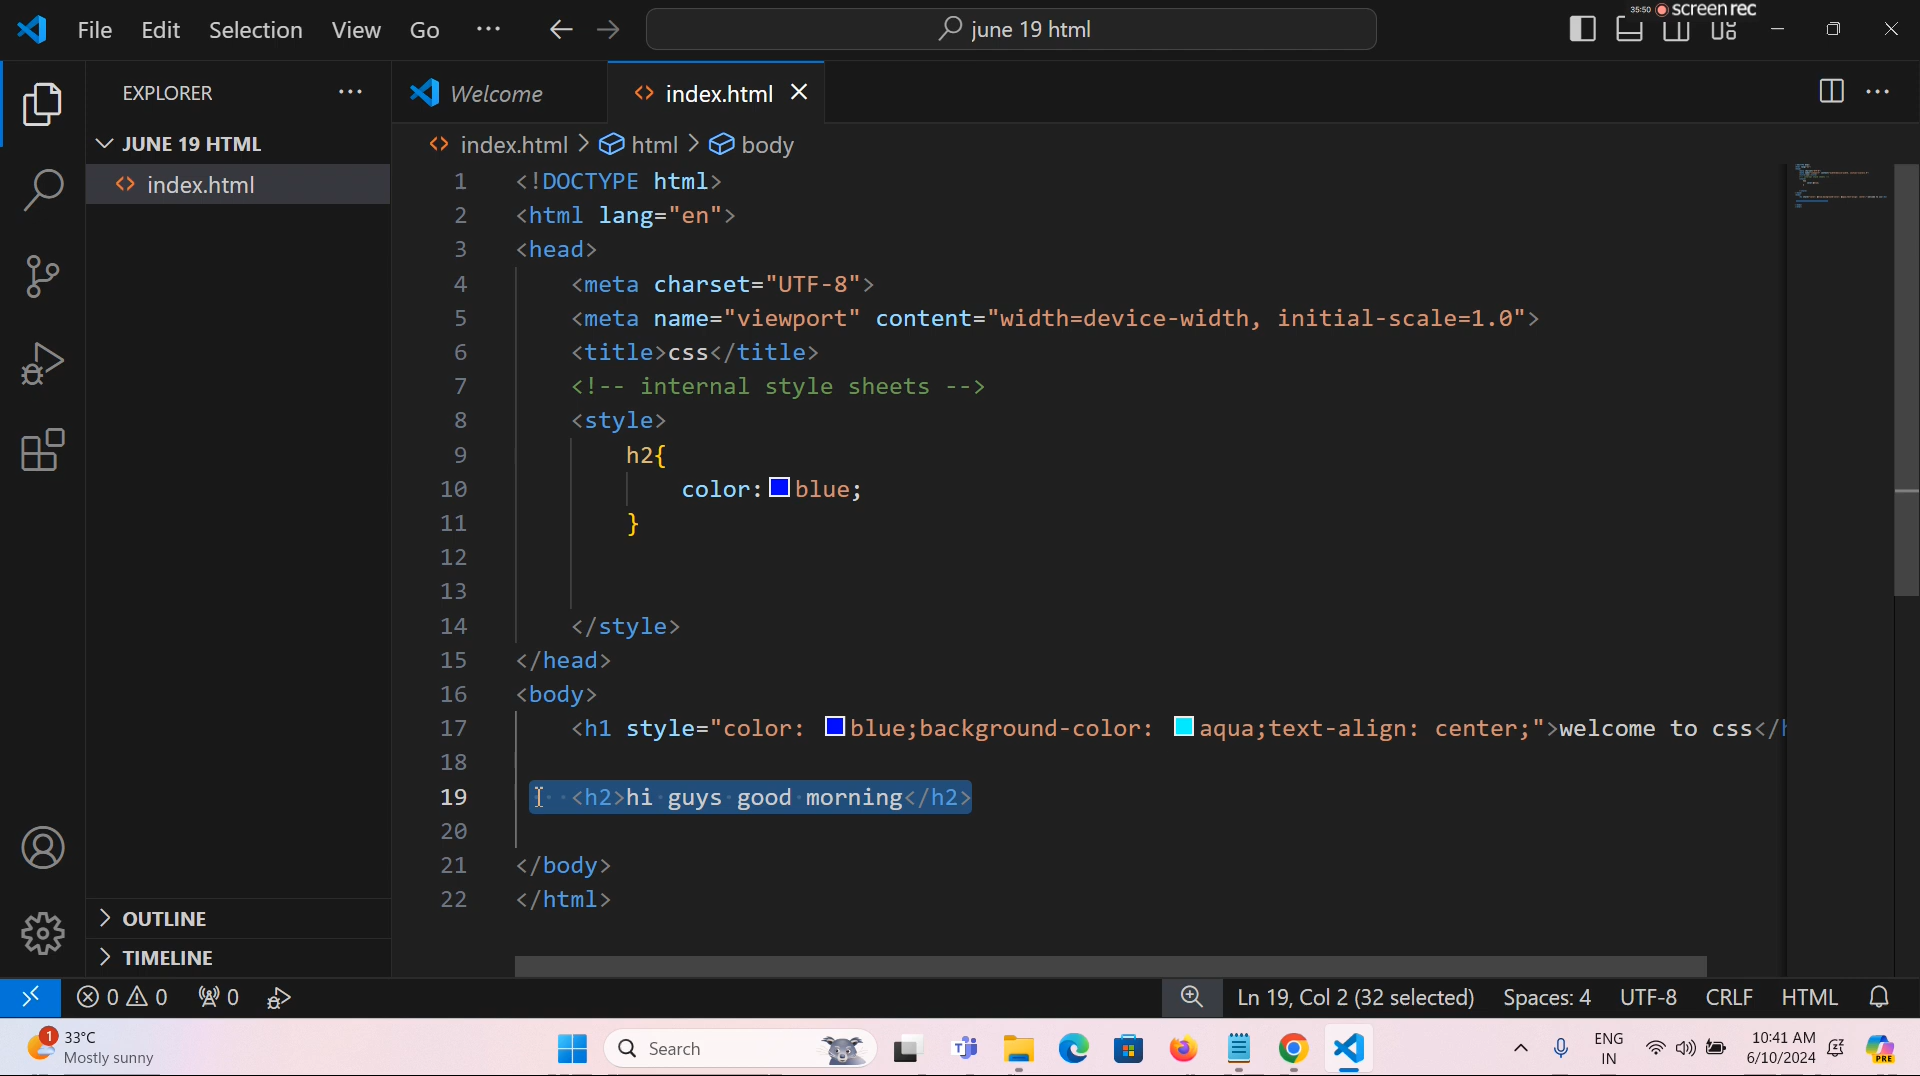 35:50 screenrec
File Edit Selection View Go ··· june 19 html
EXPLORER ···
Welcome
index.html
JUNE 19 HTML
index.html
index.html > html > body
1 <!DOCTYPE html>
2 <html lang="en">
3 <head>
4 <meta charset="UTF-8">
5 <meta name="viewport" content="width=device-width, initial-scale=1.0">
6 <title>css</title>
7 <!-- internal style sheets -->
8 <style>
9 h2{
10 color: blue;
11 }
12
13
14 </style>
15 </head>
16 <body>
17 <h1 style="color: blue;background-color: aqua;text-align: center;">welcome to css</h
18
19 <h2>hi guys good morning</h2>
20
21 </body>
22 </html>
OUTLINE
TIMELINE
0 0 0 Ln 19, Col 2 (32 selected) Spaces: 4 UTF-8 CRLF HTML
1 33°C
Mostly sunny
Search
ENG
IN
10:41 AM
6/10/2024
PRE